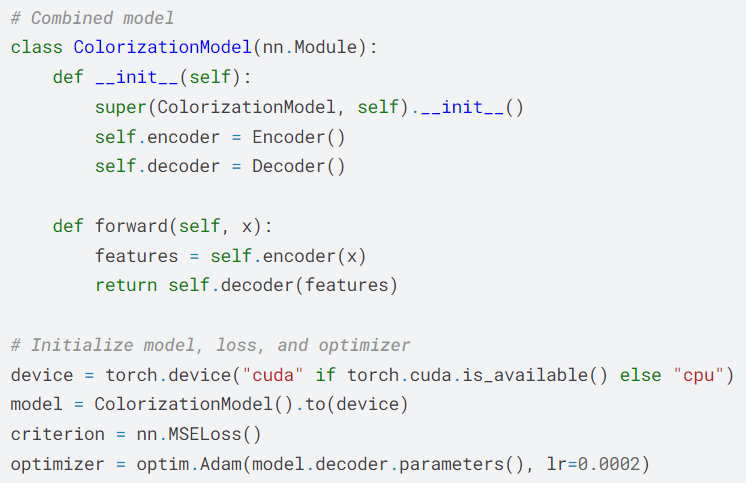 # Combined model
class ColorizationModel(nn.Module):
    def __init__(self):
        super(ColorizationModel, self).__init__()
        self.encoder = Encoder()
        self.decoder = Decoder()

    def forward(self, x):
        features = self.encoder(x)
        return self.decoder(features)

# Initialize model, loss, and optimizer
device = torch.device("cuda" if torch.cuda.is_available() else "cpu")
model = ColorizationModel().to(device)
criterion = nn.MSELoss()
optimizer = optim.Adam(model.decoder.parameters(), lr=0.0002)